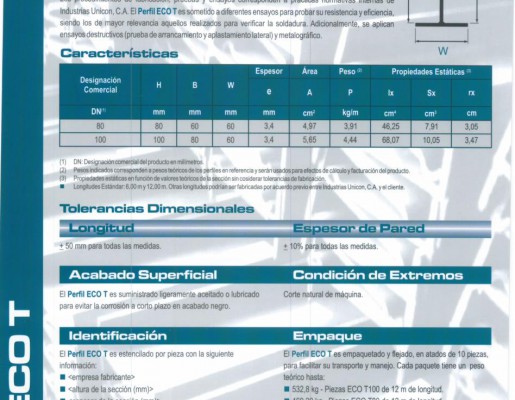 Industrias Unicon, C.A. El Perfil ECO T es sometido a diferentes ensayos para probar su resistencia y eficiencia,
siendo los de mayor relevancia aquellos realizados para verificar la soldadura. Adicionalmente, se aplican
ensayos destructivos (prueba de arrancamiento y aplastamiento lateral) y metalográfico.
W
Características
Designación Comercial H B W Espesor e Área A Peso (2) Propiedades Estáticas (3) Ix Sx rx
DN(1) mm mm mm mm cm² kg/m cm⁴ cm³ cm
80 80 60 60 3,4 4,97 3,91 46,25 7,91 3,05
100 100 80 60 3,4 5,65 4,44 68,07 10,05 3,47
(1) DN: Designación comercial del producto en milímetros.
(2) Pesos indicados corresponden a pesos teóricos de los perfiles en referencia y serán usados para efectos de cálculo y facturación del producto.
(3) Propiedades estáticas en función de valores teóricos de la sección sin considerar tolerancias de fabricación.
■ Longitudes Estándar: 6,00 m y 12,00 m. Otras longitudes podrían ser fabricadas por acuerdo previo entre Industrias Unicon, C.A. y el cliente.
Tolerancias Dimensionales
Longitud
± 50 mm para todas las medidas.
Espesor de Pared
± 10% para todas las medidas.
Acabado Superficial
El Perfil ECO T es suministrado ligeramente aceitado o lubricado
para evitar la corrosión a corto plazo en acabado negro.
Condición de Extremos
Corte natural de máquina.
Identificación
El Perfil ECO T es estencilado por pieza con la siguiente
información:
■ <empresa fabricante>
■ <altura de la sección (mm)>
Empaque
El Perfil ECO T es empaquetado y flejado, en atados de 10 piezas,
para facilitar su transporte y manejo. Cada paquete tiene un peso
teórico hasta:
■ 532,8 kg - Piezas ECO T100 de 12 m de longitud.
ECO T